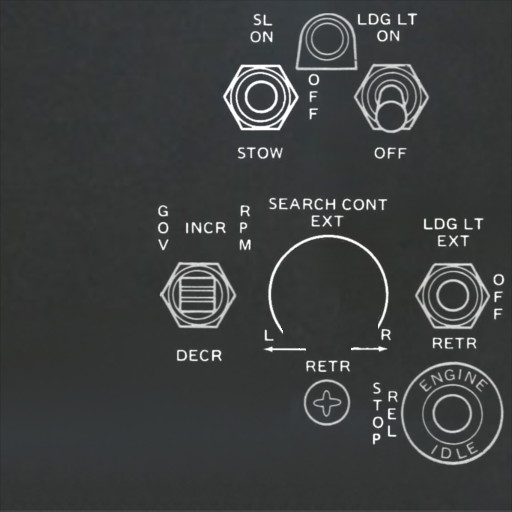 SL
ON
LDG LT
ON
OFF
STOW
OFF
GOV
INCR
RPM
SEARCH CONT
EXT
LDG LT
EXT
OFF
L
R
RETR
DECR
RETR
STOP
REL
ENGINE
IDLE